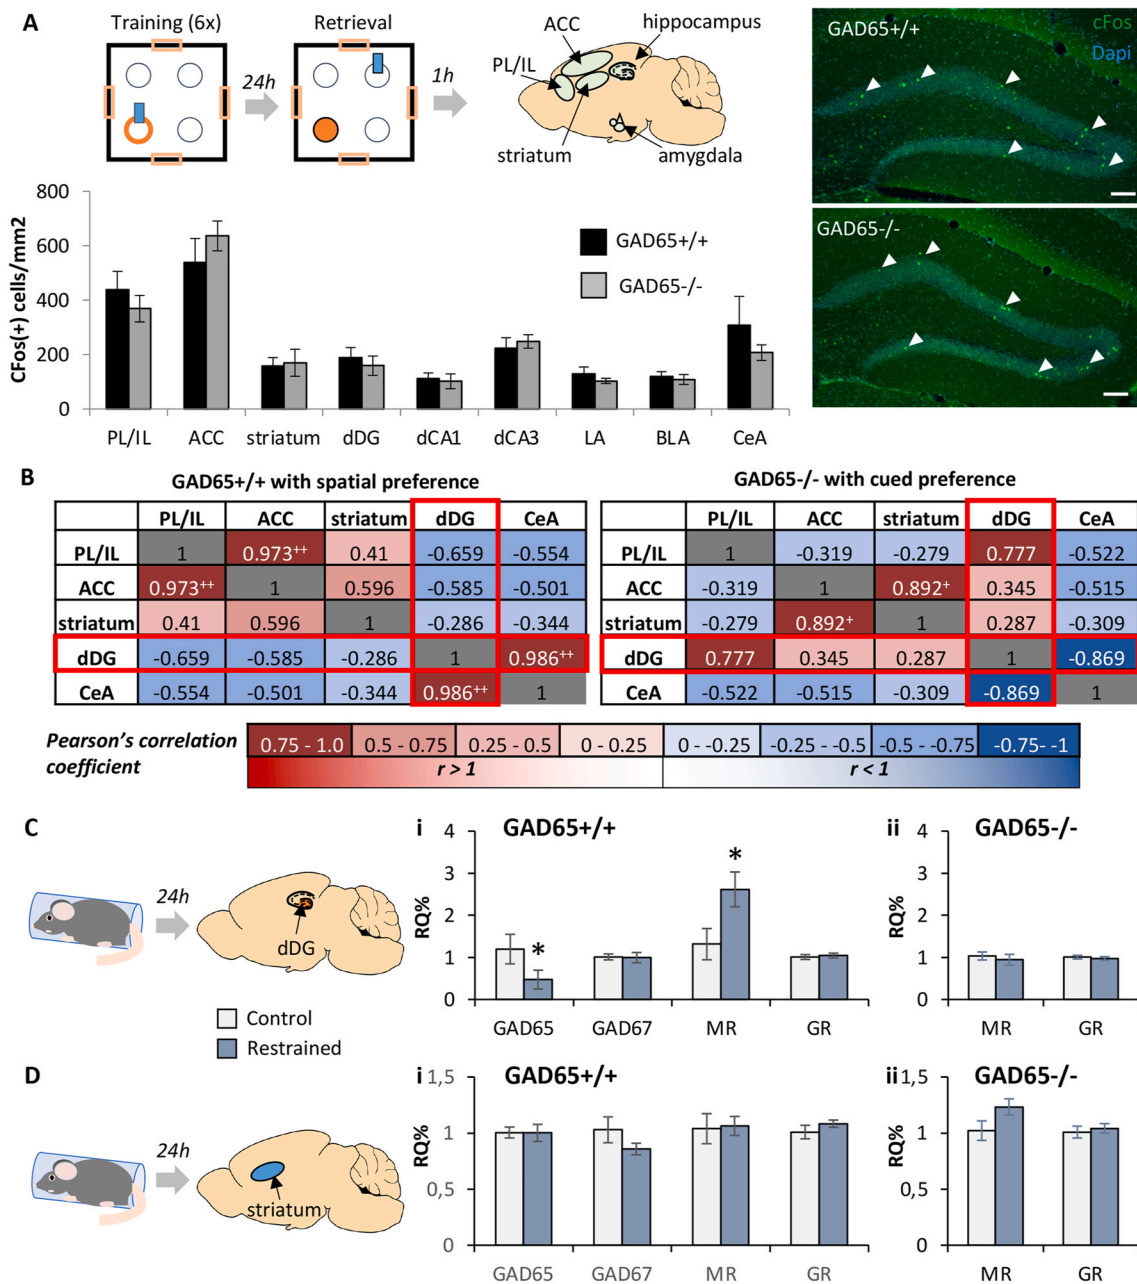 A
Training (6x)
Retrieval
24h
1h
ACC
hippocampus
PL/IL
striatum
amygdala
GAD65+/+
cFos
Dapi
GAD65-/-
CFos(+) cells/mm2
800
600
400
200
0
GAD65+/+
GAD65-/-
PL/IL ACC striatum dDG dCA1 dCA3 LA BLA CeA
B
GAD65+/+ with spatial preference
PL/IL ACC striatum dDG CeA
PL/IL 1 0.973++ 0.41 -0.659 -0.554
ACC 0.973++ 1 0.596 -0.585 -0.501
striatum 0.41 0.596 1 -0.286 -0.344
dDG -0.659 -0.585 -0.286 1 0.986++
CeA -0.554 -0.501 -0.344 0.986++ 1
GAD65-/- with cued preference
PL/IL ACC striatum dDG CeA
PL/IL 1 -0.319 -0.279 0.777 -0.522
ACC -0.319 1 0.892+ 0.345 -0.515
striatum -0.279 0.892+ 1 0.287 -0.309
dDG 0.777 0.345 0.287 1 -0.869
CeA -0.522 -0.515 -0.309 -0.869 1
Pearson's correlation
coefficient
0.75 - 1.0 0.5 - 0.75 0.25 - 0.5 0 - 0.25 0 - -0.25 -0.25 - -0.5 -0.5 - -0.75 -0.75- -1
r > 1 r < 1
C
24h
dDG
Control
Restrained
i GAD65+/+
RQ%
4
3
2
1
0
* *
GAD65 GAD67 MR GR
ii GAD65-/-
RQ%
4
3
2
1
0
MR GR
D
24h
striatum
i GAD65+/+
RQ%
1,5
1
0,5
0
GAD65 GAD67 MR GR
ii GAD65-/-
RQ%
1,5
1
0,5
0
MR GR